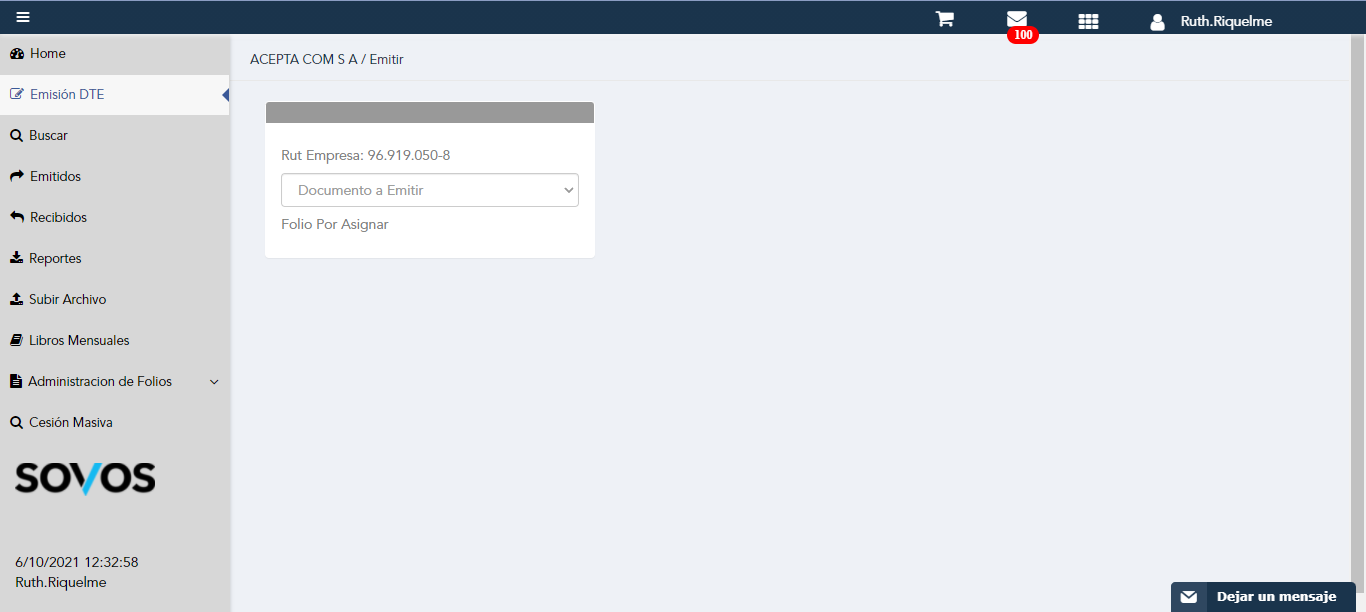 100
Ruth.Riquelme
Home
Emisión DTE
Buscar
Emitidos
Recibidos
Reportes
Subir Archivo
Libros Mensuales
Administracion de Folios
Cesión Masiva
SOVOS
6/10/2021 12:32:58
Ruth.Riquelme
ACEPTA COM S A / Emitir
Rut Empresa: 96.919.050-8
Documento a Emitir
Folio Por Asignar
Dejar un mensaje